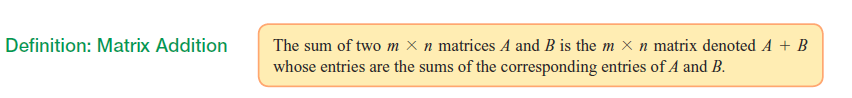 Definition: Matrix Addition
The sum of two m × n matrices A and B is the m × n matrix denoted A + B
whose entries are the sums of the corresponding entries of A and B.